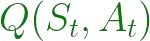 Q(S_t, A_t)